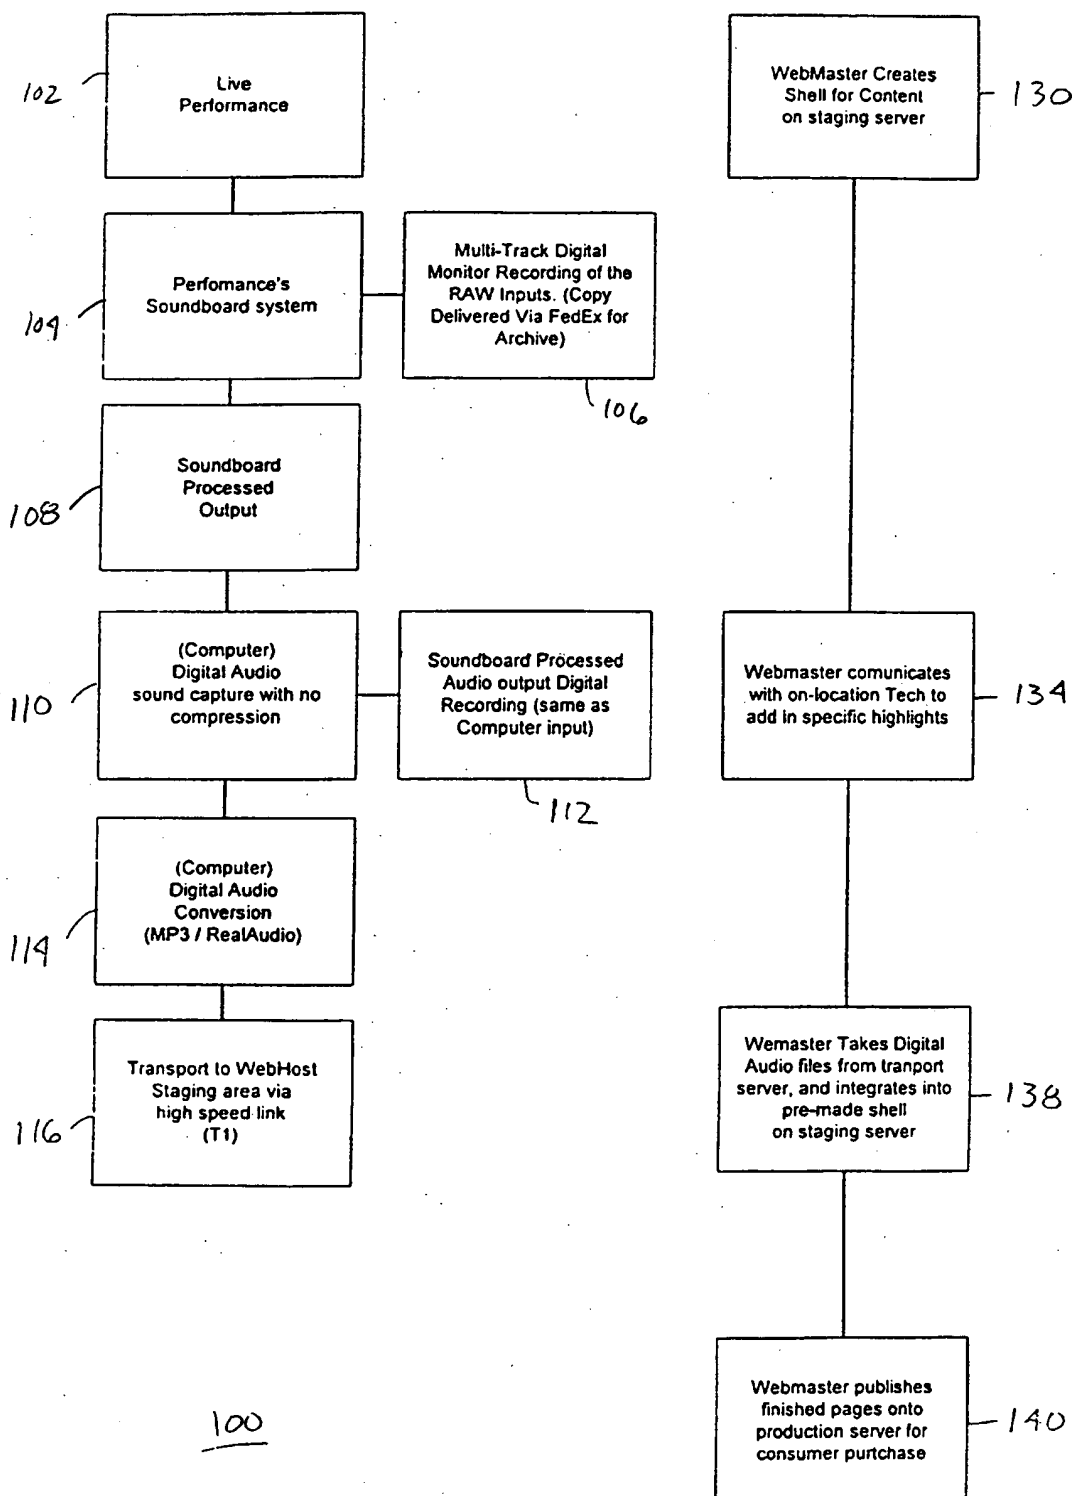 102
Live
Performance
104
Perfomance's
Soundboard system
Multi-Track Digital
Monitor Recording of the
RAW Inputs. (Copy
Delivered Via FedEx for
Archive)
106
108
Soundboard
Processed
Output
110
(Computer)
Digital Audio
sound capture with no
compression
Soundboard Processed
Audio output Digital
Recording (same as
Computer input)
112
114
(Computer)
Digital Audio
Conversion
(MP3 / RealAudio)
116
Transport to WebHost
Staging area via
high speed link
(T1)
100
WebMaster Creates
Shell for Content
on staging server
130
Webmaster comunicates
with on-location Tech to
add in specific highlights
134
Wemaster Takes Digital
Audio files from tranport
server, and integrates into
pre-made shell
on staging server
138
Webmaster publishes
finished pages onto
production server for
consumer purtchase
140